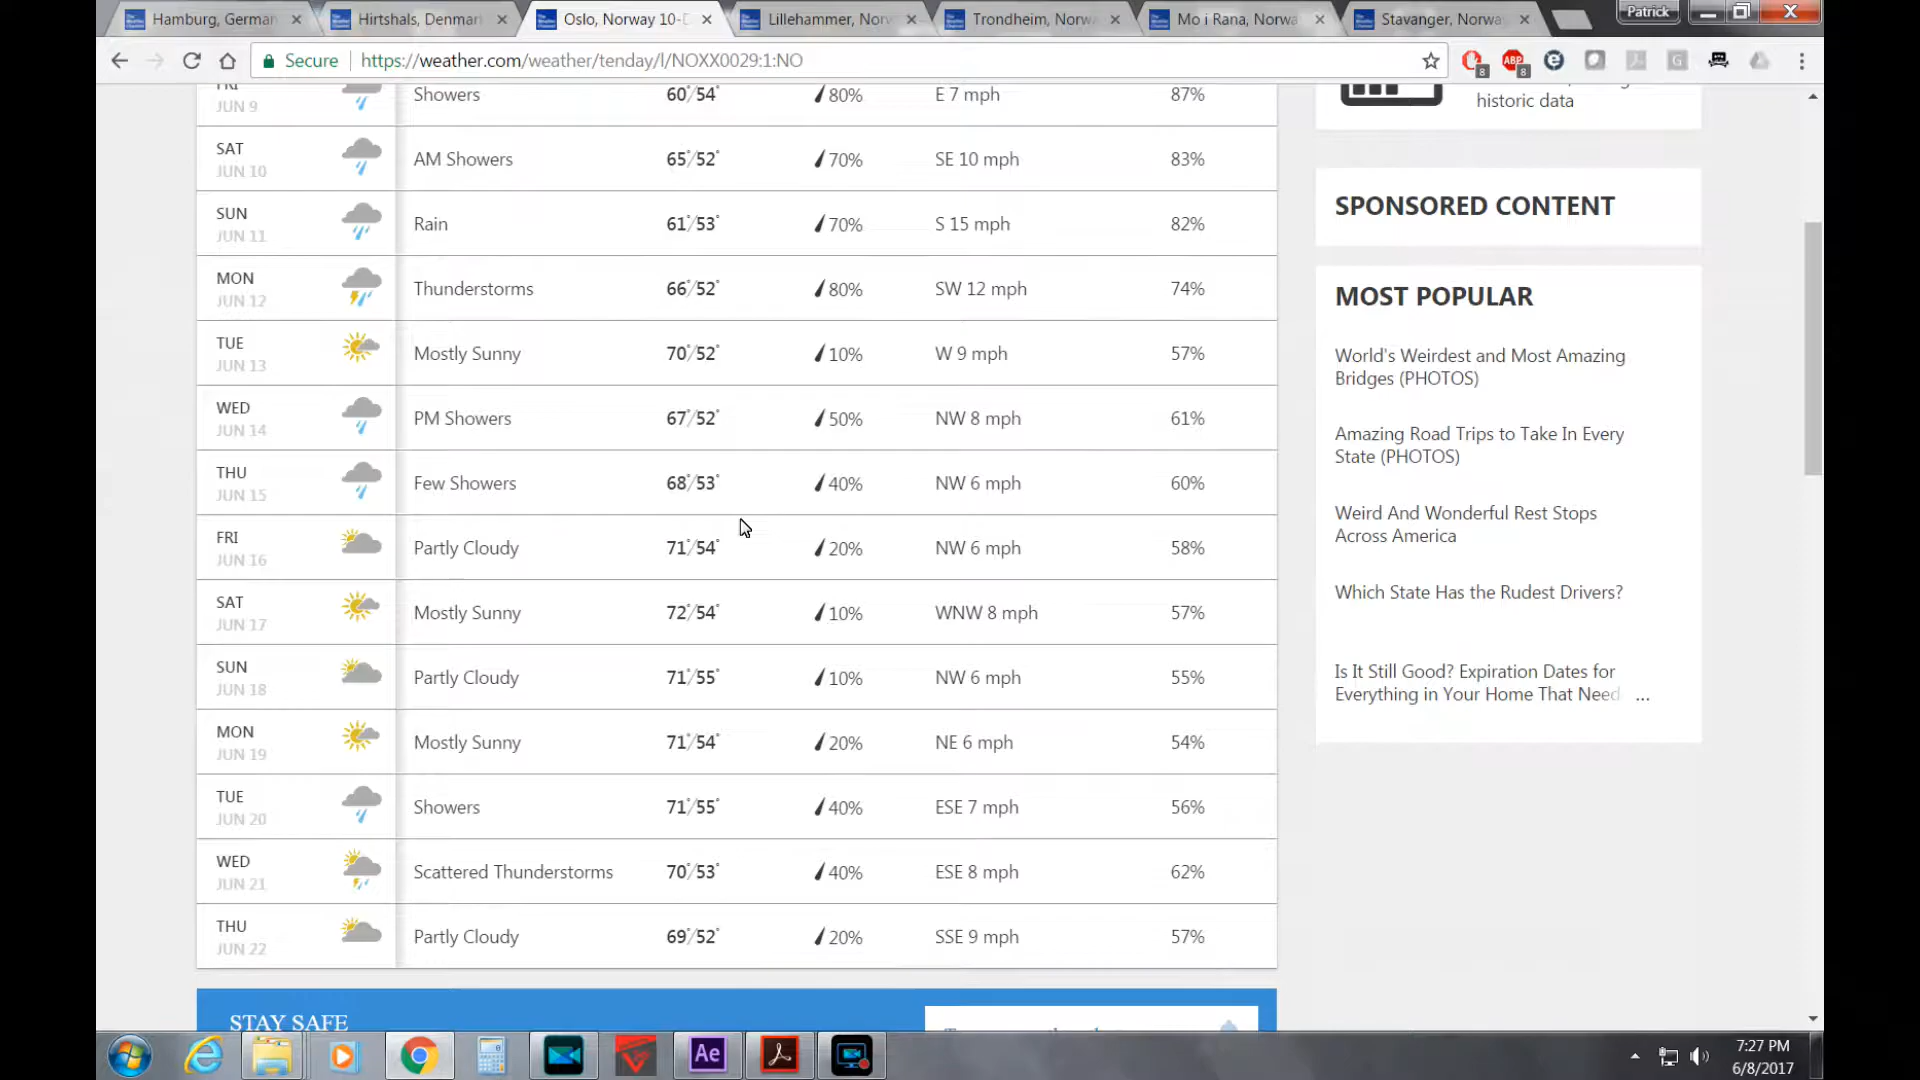 Hamburg, German
Hirtshals, Denmar
Oslo, Norway 10-D
Lillehammer, Nor
Trondheim, Norwa
Mo i Rana, Norwa
Stavanger, Norway
Patrick
Secure
https://weather.com/weather/tenday/l/NOXX0029:1:NO
8
ABP
8
FRI
JUN 9
Showers
60°/54°
80%
E 7 mph
87%
SAT
JUN 10
AM Showers
65°/52°
70%
SE 10 mph
83%
SUN
JUN 11
Rain
61°/53°
70%
S 15 mph
82%
MON
JUN 12
Thunderstorms
66°/52°
80%
SW 12 mph
74%
TUE
JUN 13
Mostly Sunny
70°/52°
10%
W 9 mph
57%
WED
JUN 14
PM Showers
67°/52°
50%
NW 8 mph
61%
THU
JUN 15
Few Showers
68°/53°
40%
NW 6 mph
60%
FRI
JUN 16
Partly Cloudy
71°/54°
20%
NW 6 mph
58%
SAT
JUN 17
Mostly Sunny
72°/54°
10%
WNW 8 mph
57%
SUN
JUN 18
Partly Cloudy
71°/55°
10%
NW 6 mph
55%
MON
JUN 19
Mostly Sunny
71°/54°
20%
NE 6 mph
54%
TUE
JUN 20
Showers
71°/55°
40%
ESE 7 mph
56%
WED
JUN 21
Scattered Thunderstorms
70°/53°
40%
ESE 8 mph
62%
THU
JUN 22
Partly Cloudy
69°/52°
20%
SSE 9 mph
57%
STAY SAFE
historic data
SPONSORED CONTENT
MOST POPULAR
World's Weirdest and Most Amazing
Bridges (PHOTOS)
Amazing Road Trips to Take In Every
State (PHOTOS)
Weird And Wonderful Rest Stops
Across America
Which State Has the Rudest Drivers?
Is It Still Good? Expiration Dates for
Everything in Your Home That Need ...
Ae
7:27 PM
6/8/2017